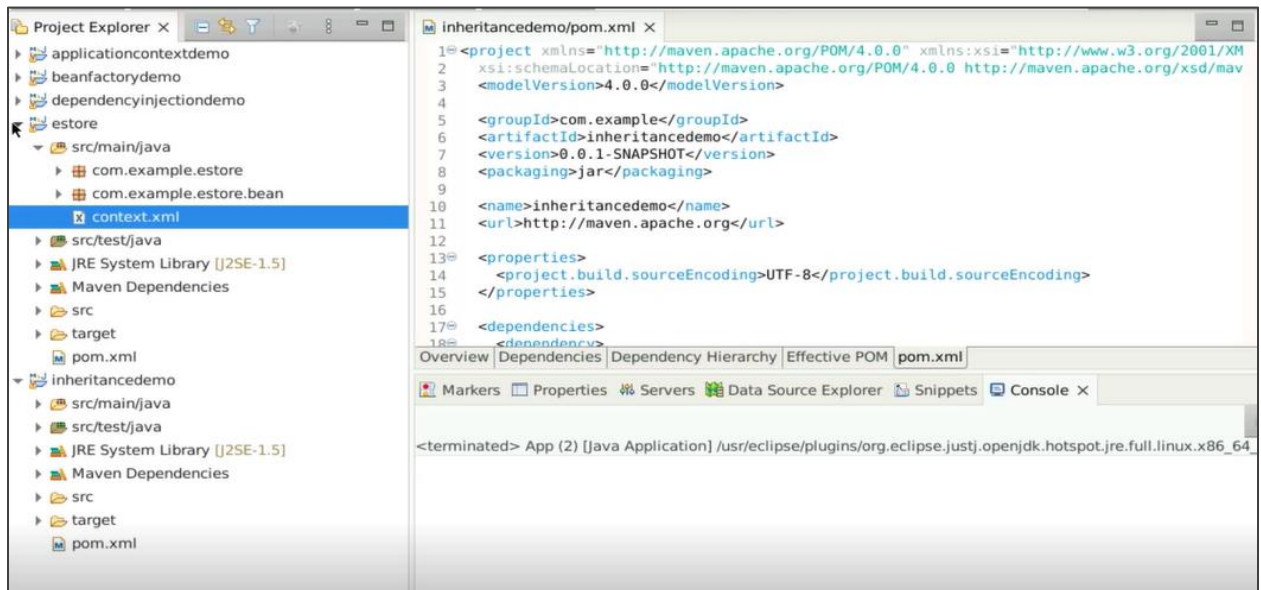 Project Explorer
applicationcontextdemo
beanfactorydemo
dependencyinjectiondemo
estore
src/main/java
com.example.estore
com.example.estore.bean
context.xml
src/test/java
JRE System Library [J2SE-1.5]
Maven Dependencies
src
target
pom.xml
inheritancedemo
src/main/java
src/test/java
JRE System Library [J2SE-1.5]
Maven Dependencies
src
target
pom.xml
inheritancedemo/pom.xml
1 <project xmlns="http://maven.apache.org/POM/4.0.0" xmlns:xsi="http://www.w3.org/2001/XM
2 xsi:schemaLocation="http://maven.apache.org/POM/4.0.0 http://maven.apache.org/xsd/mav
3 <modelVersion>4.0.0</modelVersion>
4
5 <groupId>com.example</groupId>
6 <artifactId>inheritancedemo</artifactId>
7 <version>0.0.1-SNAPSHOT</version>
8 <packaging>jar</packaging>
9
10 <name>inheritancedemo</name>
11 <url>http://maven.apache.org</url>
12
13 <properties>
14 <project.build.sourceEncoding>UTF-8</project.build.sourceEncoding>
15 </properties>
16
17 <dependencies>
18 <dependency>
Overview Dependencies Dependency Hierarchy Effective POM pom.xml
Markers Properties Servers Data Source Explorer Snippets Console
<terminated> App (2) [Java Application] /usr/eclipse/plugins/org.eclipse.justj.openjdk.hotspot.jre.full.linux.x86_64_